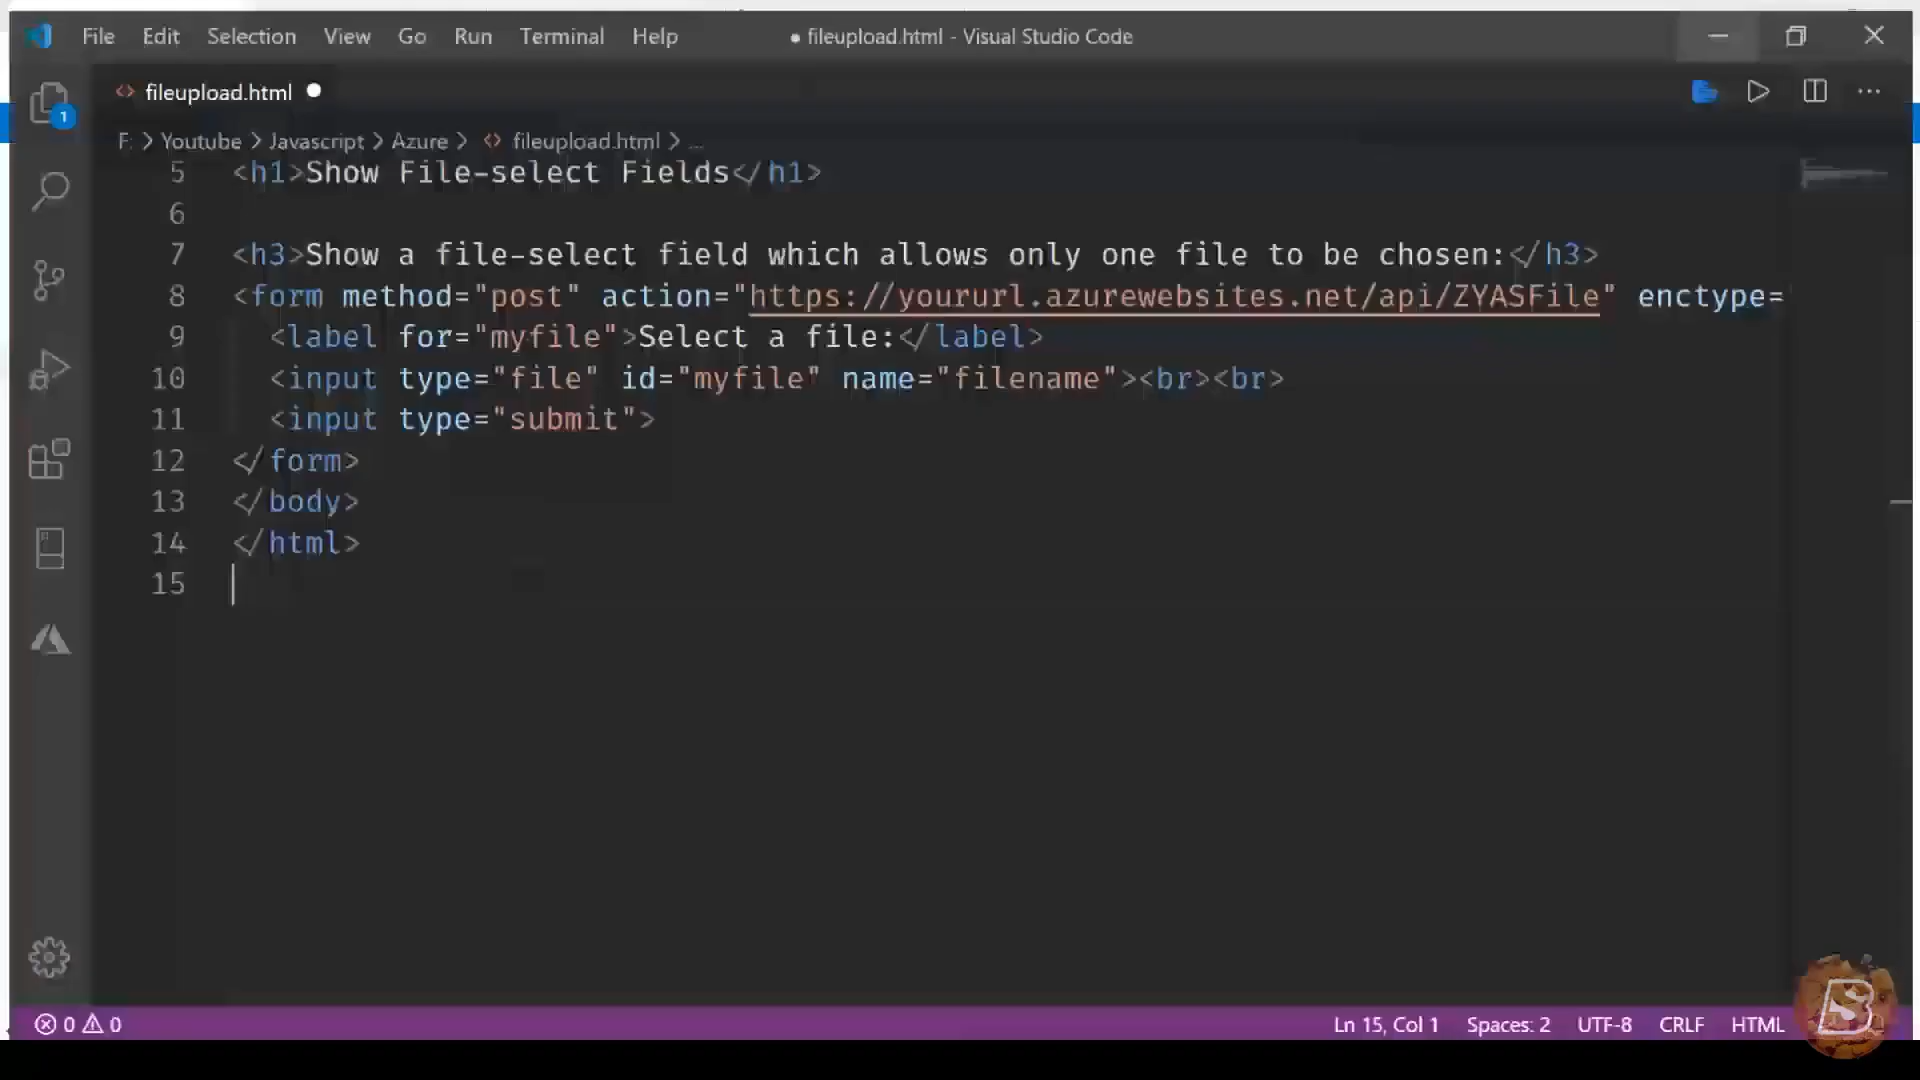 File Edit Selection View Go Run Terminal Help ● fileupload.html - Visual Studio Code
fileupload.html
F: > Youtube > Javascript > Azure > fileupload.html > ...
1
5 <h1>Show File-select Fields</h1>
6
7 <h3>Show a file-select field which allows only one file to be chosen:</h3>
8 <form method="post" action="https://yoururl.azurewebsites.net/api/ZYASFile" enctype=
9 <label for="myfile">Select a file:</label>
10 <input type="file" id="myfile" name="filename"><br><br>
11 <input type="submit">
12 </form>
13 </body>
14 </html>
15
0 0 Ln 15, Col 1 Spaces: 2 UTF-8 CRLF HTML